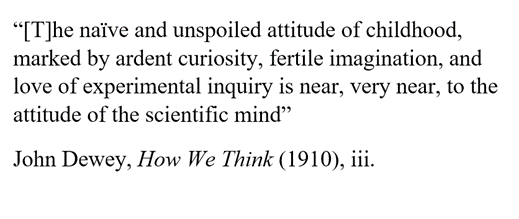 “[T]he naïve and unspoiled attitude of childhood,
marked by ardent curiosity, fertile imagination, and
love of experimental inquiry is near, very near, to the
attitude of the scientific mind”
John Dewey, How We Think (1910), iii.